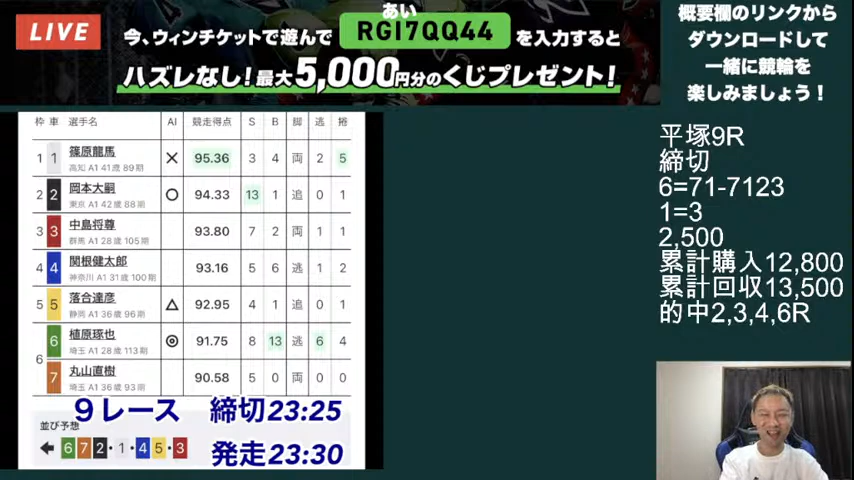 LIVE
あい
今、ウィンチケットで遊んで RGI7QQ44 を入力すると
ハズレなし!最大5,000円分のくじプレゼント!
概要欄のリンクから
ダウンロードして
一緒に競輪を
楽しみましょう!
枠 車 選手名 AI 競走得点 S B 脚 逃 捲
1 1 篠原龍馬 × 95.36 3 4 両 2 5
高知 A1 41歳 89期
2 2 岡本大嗣 ○ 94.33 13 1 追 0 1
東京 A1 42歳 88期
3 3 中島将尊 93.80 7 2 両 1 1
群馬 A1 28歳 105期
4 4 関根健太郎 93.16 5 6 逃 1 2
神奈川 A1 31歳 100期
5 5 落合達彦 △ 92.95 4 1 追 0 1
静岡 A1 36歳 96期
6 6 植原琢也 ◎ 91.75 8 13 逃 6 4
埼玉 A1 28歳 113期
7 丸山直樹 90.58 5 0 両 0 0
埼玉 A1 36歳 93期
9レース 締切23:25
並び予想
発走23:30
← 6 7 2・1・4 5・3
平塚9R
締切
6=71-7123
1=3
2,500
累計購入12,800
累計回収13,500
的中2,3,4,6R